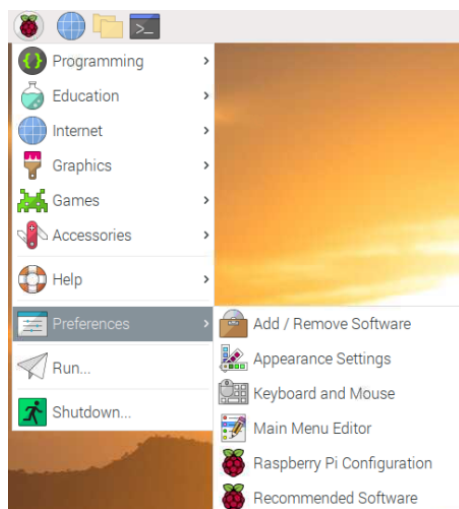 Programming
Education
Internet
Graphics
Games
Accessories
Help
Preferences
Run...
Shutdown...
Add / Remove Software
Appearance Settings
Keyboard and Mouse
Main Menu Editor
Raspberry Pi Configuration
Recommended Software